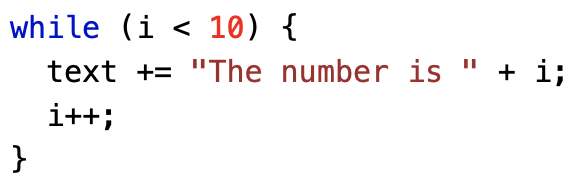 while (i < 10) {
  text += "The number is " + i;
  i++;
}